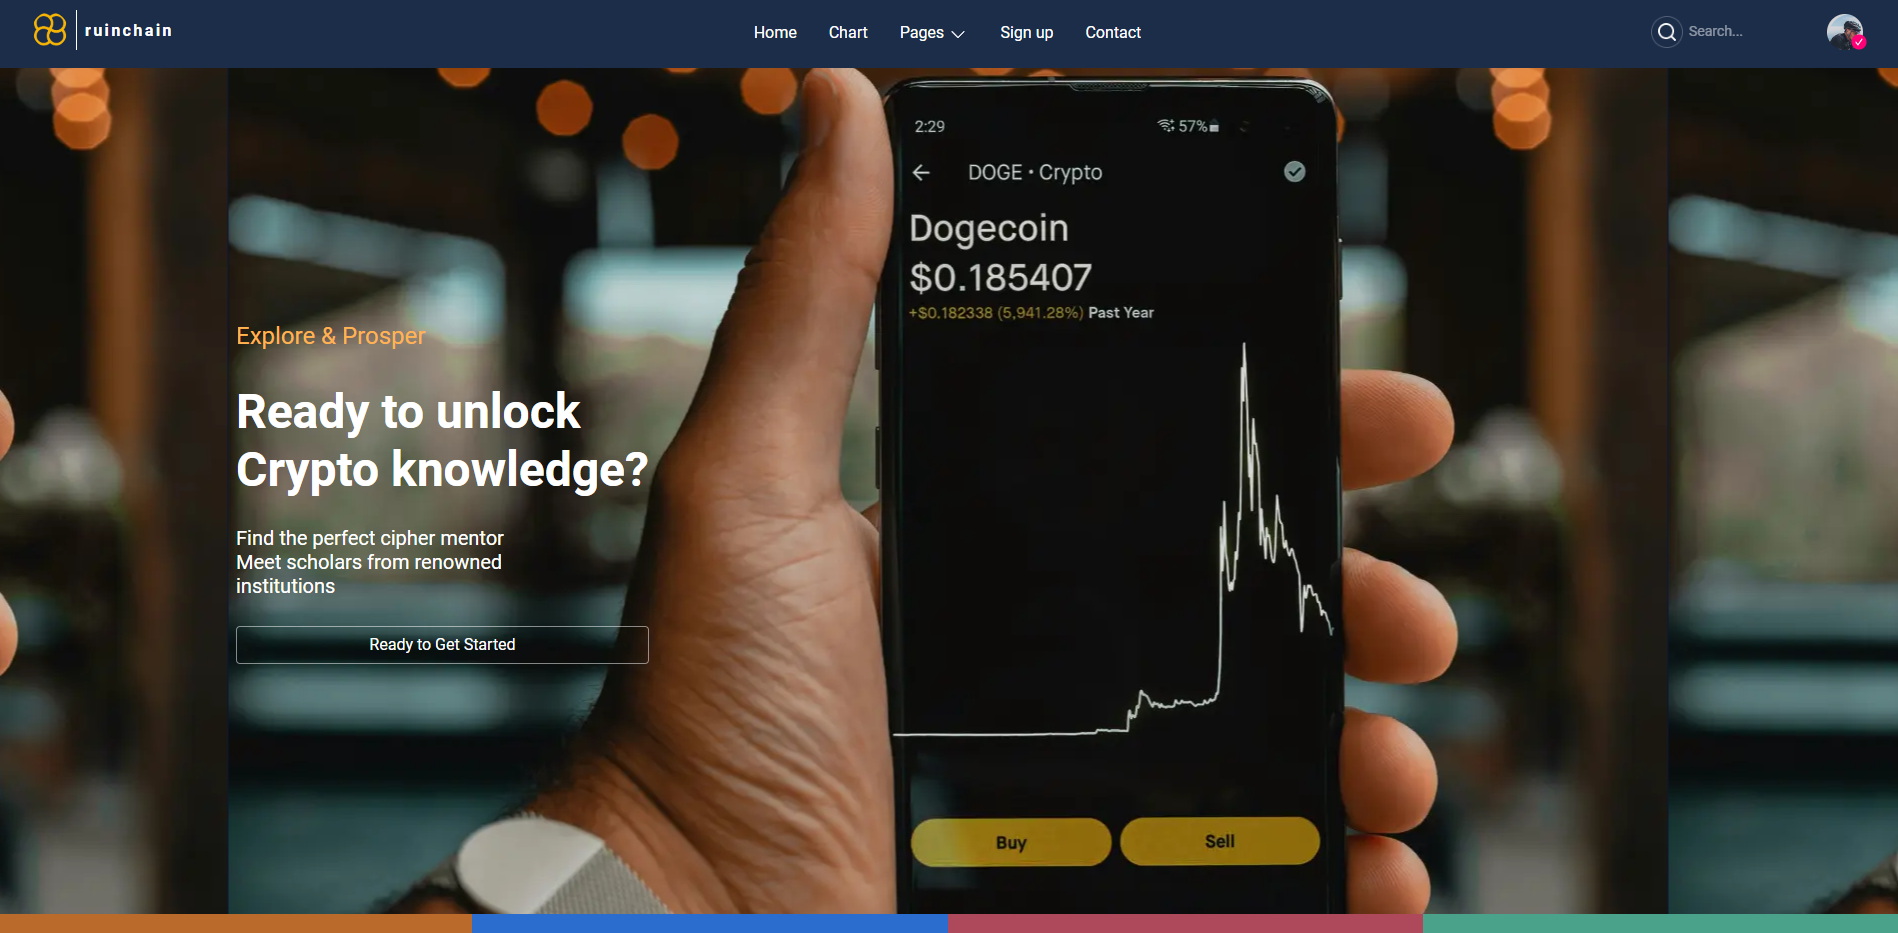 ruinchain
Home
Chart
Pages
Sign up
Contact
Search...
Explore & Prosper
Ready to unlock
Crypto knowledge?
Find the perfect cipher mentor
Meet scholars from renowned
institutions
Ready to Get Started
2:29
57%
DOGE • Crypto
Dogecoin
$0.185407
+$0.182338 (5,941.28%) Past Year
Buy
Sell